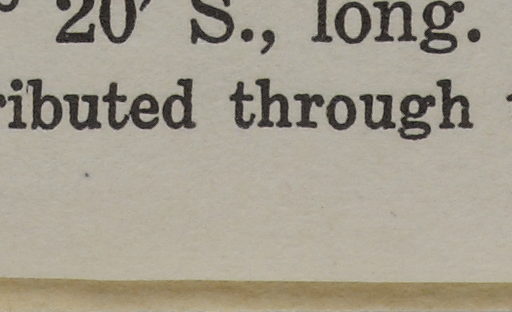 ° 20′ S., long.
ributed through